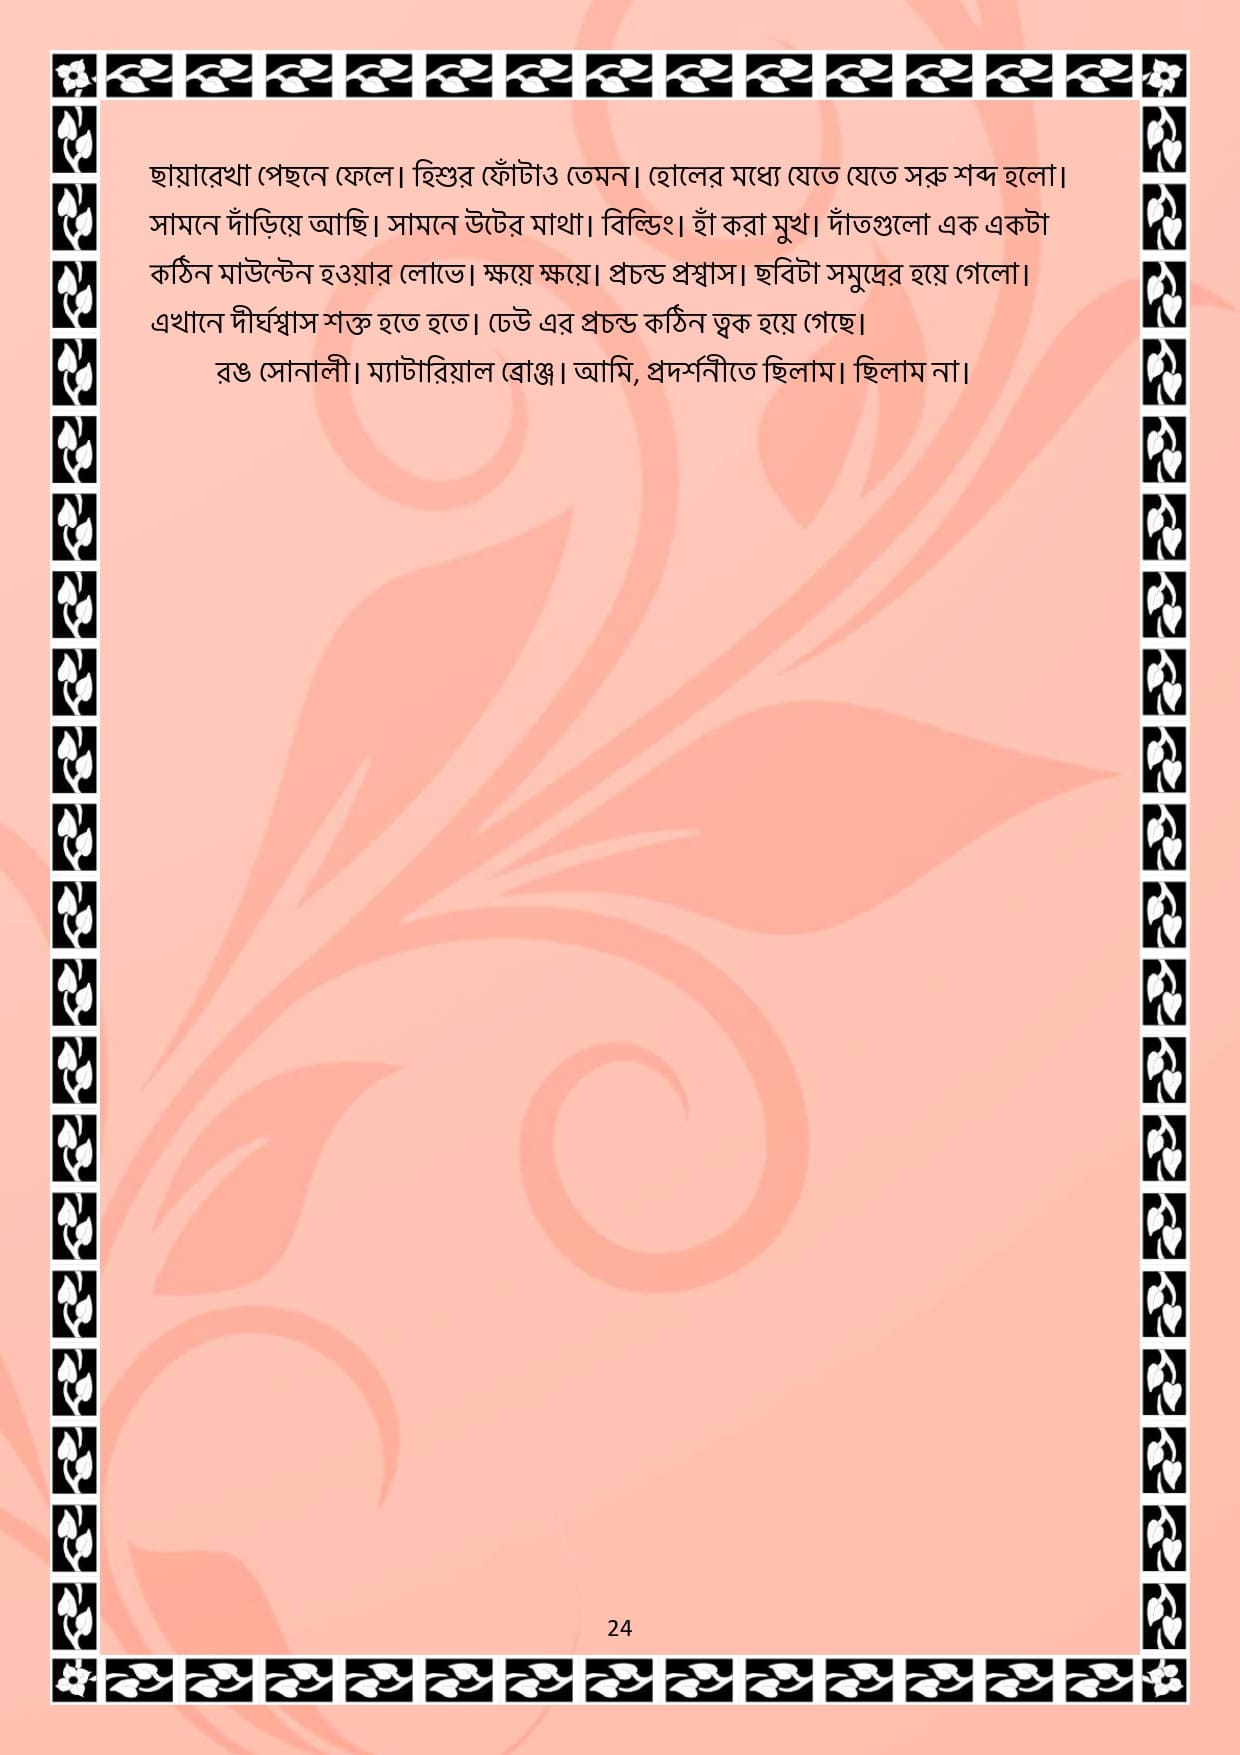 ছায়ারেখা পেছনে ফেলে। হিশুর ফোঁটাও তেমন। হোলের মধ্যে যেতে যেতে সরু শব্দ হলো।
সামনে দাঁড়িয়ে আছি। সামনে উটের মাথা। বিল্ডিং। হাঁ করা মুখ। দাঁতগুলো এক একটা
কঠিন মাউন্টেন হওয়ার লোভে। ক্ষয়ে ক্ষয়ে। প্রচন্ড প্রশ্বাস। ছবিটা সমুদ্রের হয়ে গেলো।
এখানে দীর্ঘশ্বাস শক্ত হতে হতে। ঢেউ এর প্রচন্ড কঠিন ত্বক হয়ে গেছে।
রঙ সোনালী। ম্যাটারিয়াল ব্রোঞ্জ। আমি, প্রদর্শনীতে ছিলাম। ছিলাম না।
24